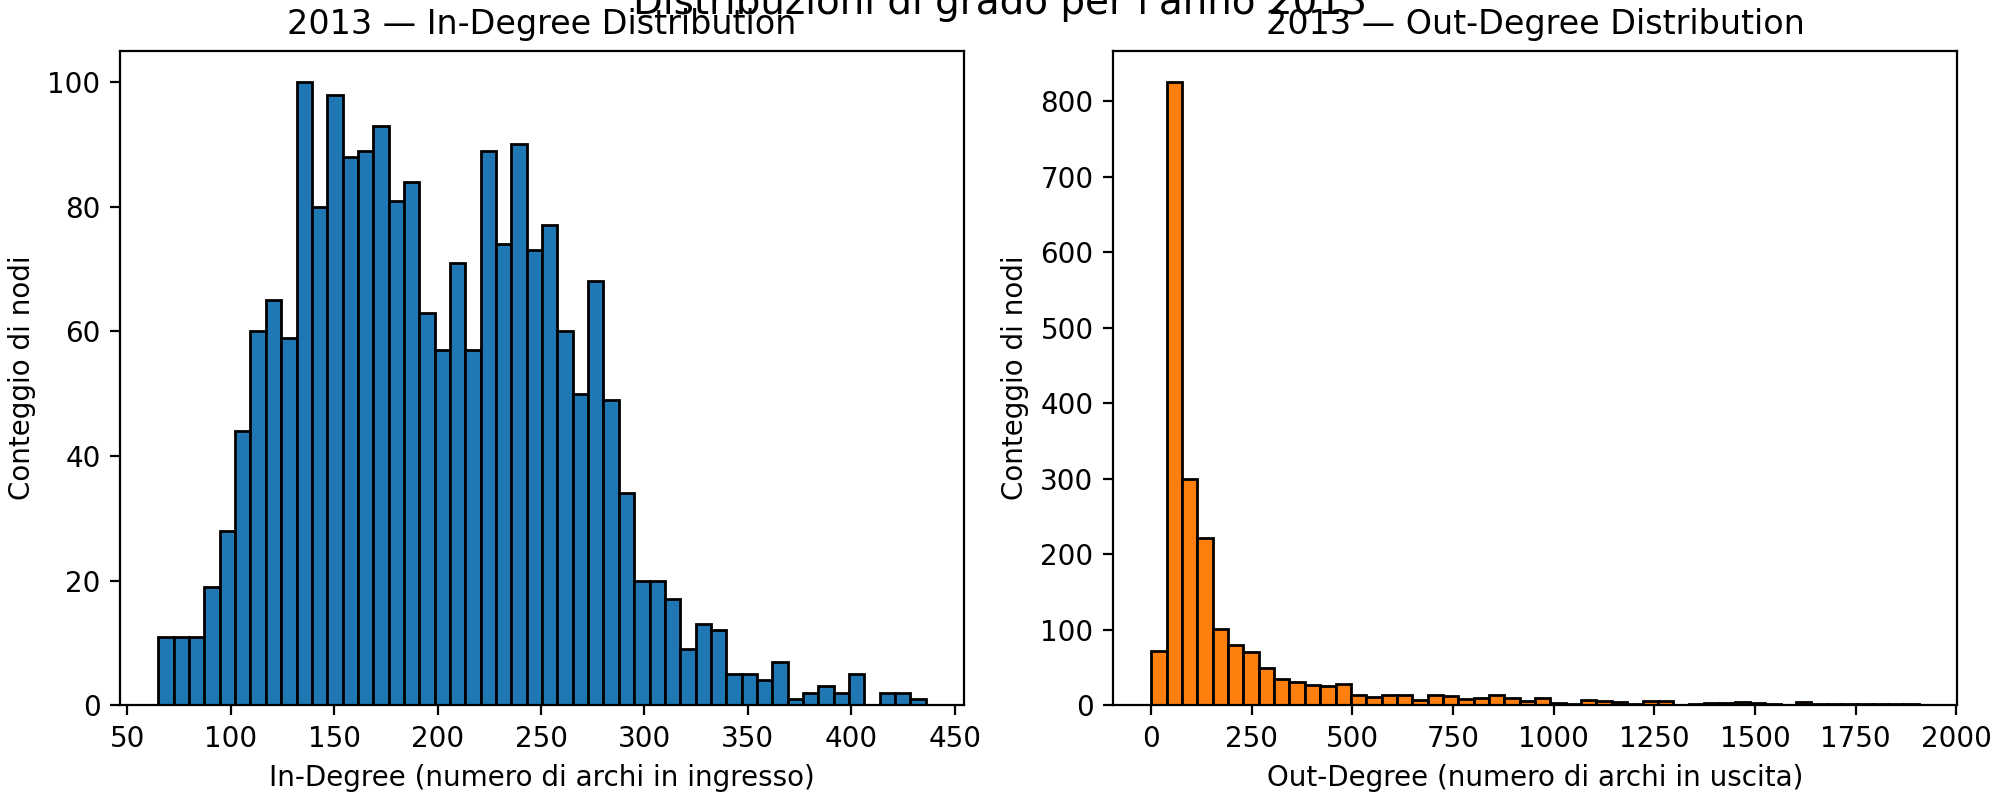 Distribuzioni di grado per l'anno 2013
2013 — In-Degree Distribution
100
80
60
40
20
0
Conteggio di nodi
50 100 150 200 250 300 350 400 450
In-Degree (numero di archi in ingresso)
2013 — Out-Degree Distribution
800
700
600
500
400
300
200
100
0
Conteggio di nodi
0 250 500 750 1000 1250 1500 1750 2000
Out-Degree (numero di archi in uscita)